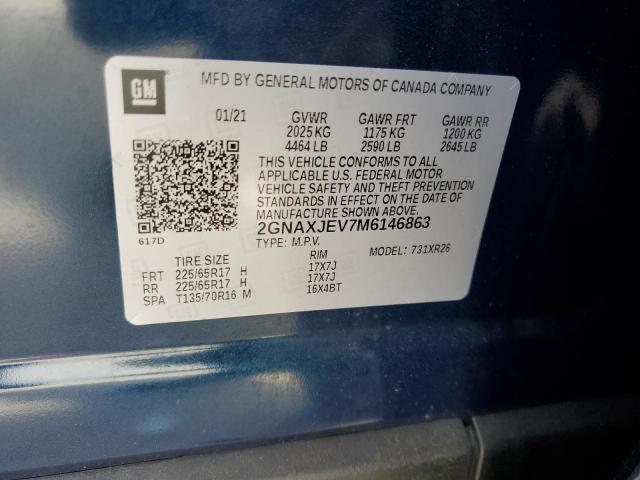 GM
MFD BY GENERAL MOTORS OF CANADA COMPANY
01/21 GVWR GAWR FRT GAWR RR
2025 KG 1175 KG 1200 KG
4464 LB 2590 LB 2645 LB
THIS VEHICLE CONFORMS TO ALL
APPLICABLE U.S. FEDERAL MOTOR
VEHICLE SAFETY AND THEFT PREVENTION
STANDARDS IN EFFECT ON THE DATE OF
MANUFACTURE SHOWN ABOVE.
617D 2GNAXJEV7M6146863
TYPE: M.P.V. 731XR26
TIRE SIZE RIM
FRT 225/65R17 H 17X7J
RR 225/65R17 H 17X7J
SPA T135/70R16 M 16X4BT